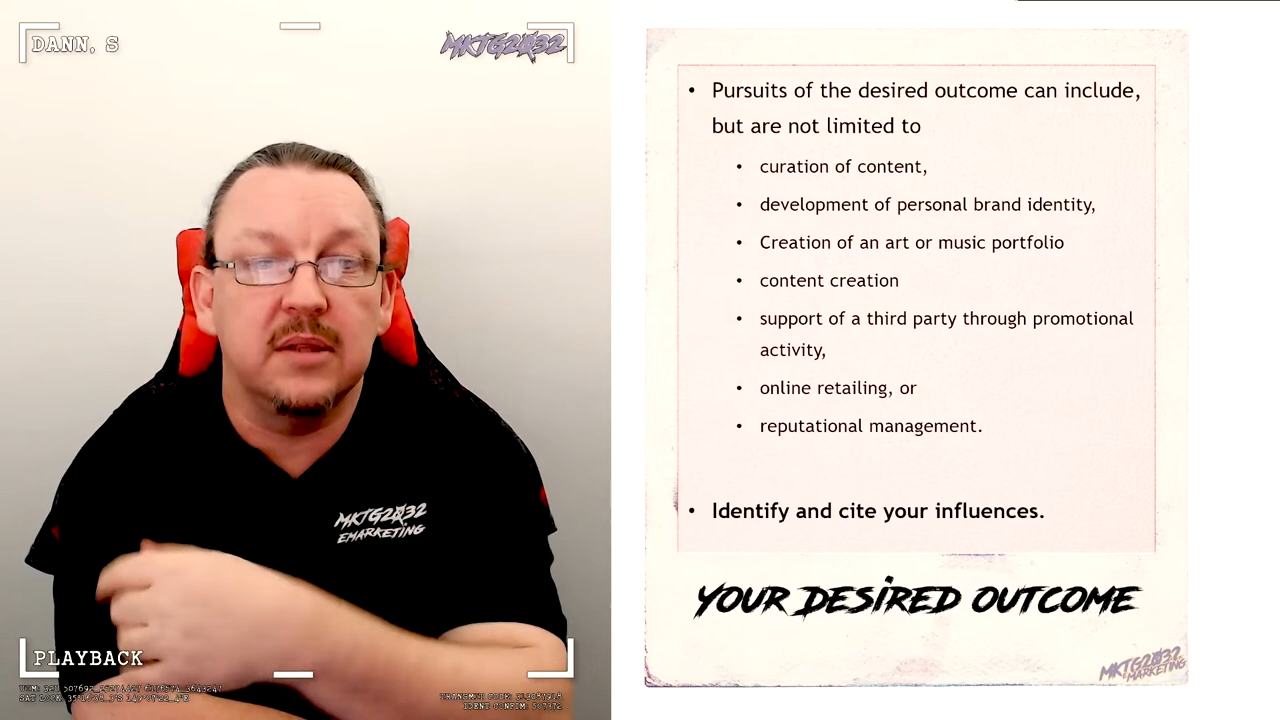 DANN, S
MKTG2032
MKTG2032
EMARKETING
PLAYBACK
• Pursuits of the desired outcome can include,
but are not limited to
• curation of content,
• development of personal brand identity,
• Creation of an art or music portfolio
• content creation
• support of a third party through promotional
activity,
• online retailing, or
• reputational management.
• Identify and cite your influences.
YOUR DESIRED OUTCOME
MKTG2032
EMARKETING